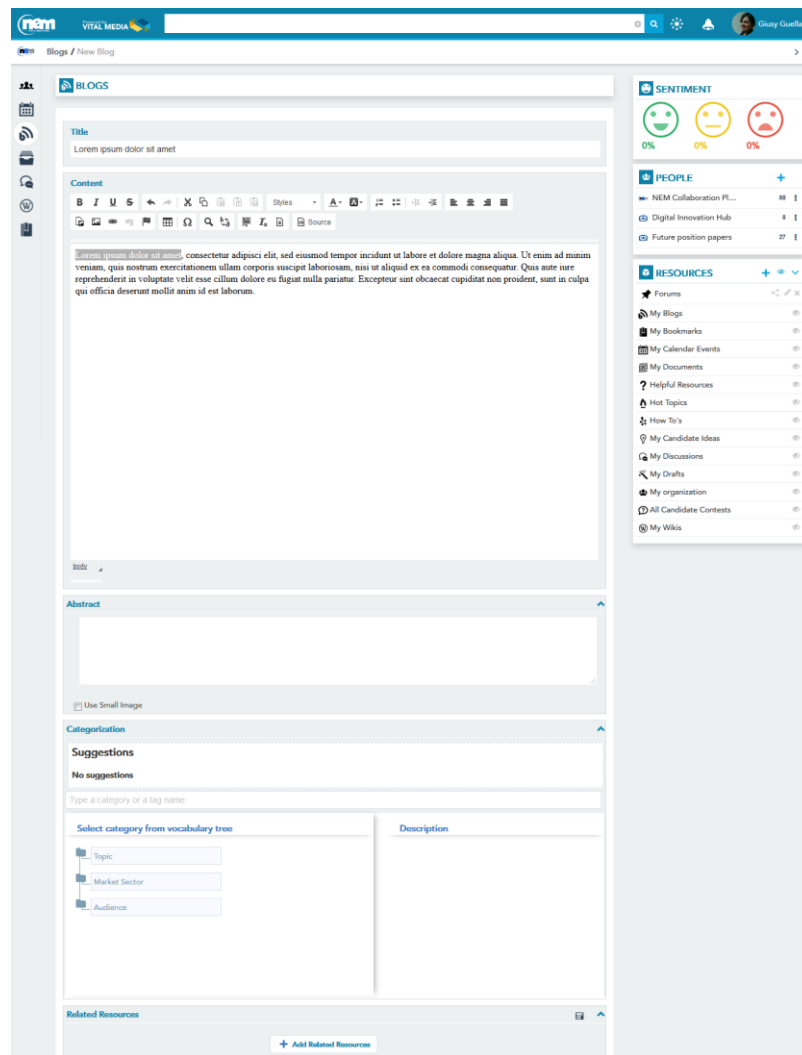 nem
Powered by
VITAL MEDIA
Giusy Guella
nem
Blogs / New Blog
BLOGS
Title
Lorem ipsum dolor sit amet
Content
B I U S Styles A A
Source
Lorem ipsum dolor sit amet, consectetur adipisci elit, sed eiusmod tempor incidunt ut labore et dolore magna aliqua. Ut enim ad minim
veniam, quis nostrum exercitationem ullam corporis suscipit laboriosam, nisi ut aliquid ex ea commodi consequatur. Quis aute iure
reprehenderit in voluptate velit esse cillum dolore eu fugiat nulla pariatur. Excepteur sint obcaecat cupiditat non proident, sunt in culpa
qui officia deserunt mollit anim id est laborum.
body
Abstract
Use Small Image
Categorization
Suggestions
No suggestions
Type a category or a tag name
Select category from vocabulary tree
Description
Topic
Market Sector
Audience
Related Resources
+ Add Related Resources
SENTIMENT
0% 0% 0%
PEOPLE
NEM Collaboration Pl... 88
Digital Innovation Hub 8
Future position papers 27
RESOURCES
Forums
My Blogs
My Bookmarks
My Calendar Events
My Documents
Helpful Resources
Hot Topics
How To's
My Candidate Ideas
My Discussions
My Drafts
My organization
All Candidate Contests
My Wikis